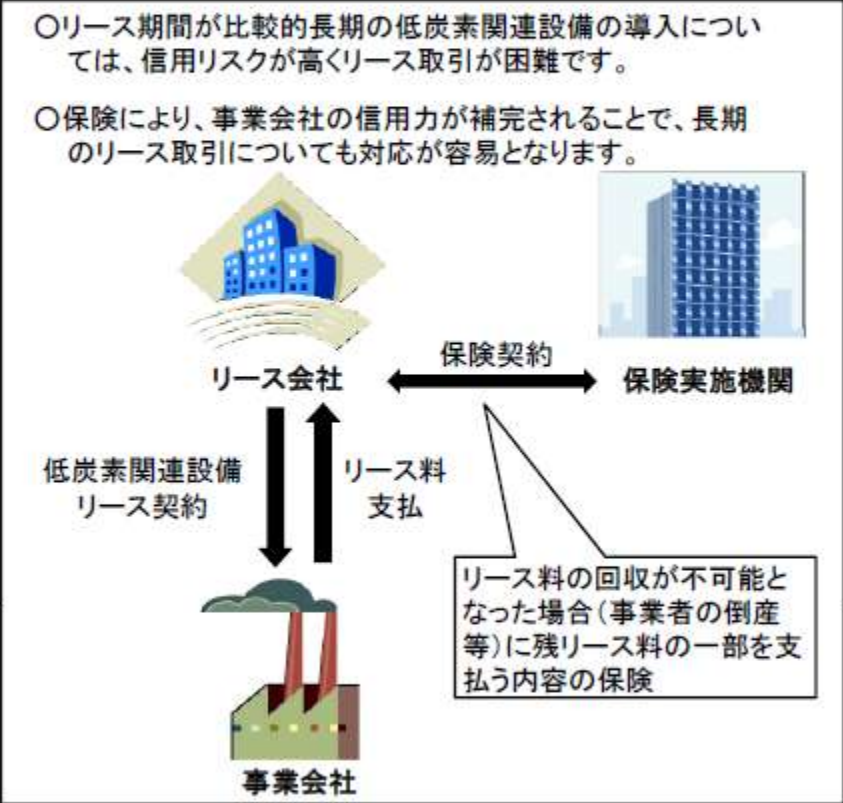 ○リース期間が比較的長期の低炭素関連設備の導入につい
ては、信用リスクが高くリース取引が困難です。
○保険により、事業会社の信用力が補完されることで、長期
のリース取引についても対応が容易となります。
保険契約
リース会社
保険実施機関
低炭素関連設備
リース契約
リース料
支払
リース料の回収が不可能と
なった場合（事業者の倒産
等）に残リース料の一部を支
払う内容の保険
事業会社